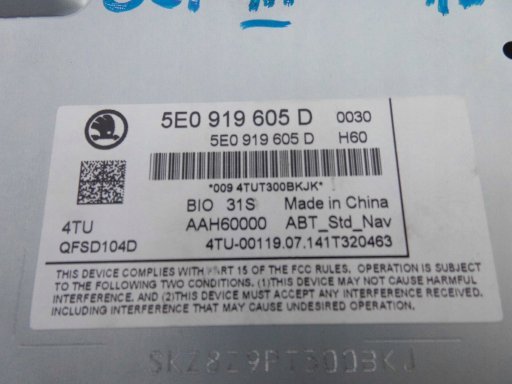 5E0 919 605 D 0030
5E0 919 605 D H60
*009 4TUT300BKJK*
BIO 31S Made in China
4TU AAH60000 ABT_Std_Nav
QFSD104D 4TU-00119.07.141T320463
THIS DEVICE COMPLIES WITH PART 15 OF THE FCC RULES. OPERATION IS SUBJECT
TO THE FOLLOWING TWO CONDITIONS. (1)THIS DEVICE MAY NOT CAUSE HARMFUL
INTERFERENCE, AND (2)THIS DEVICE MUST ACCEPT ANY INTERFERENCE RECEIVED,
INCLUDING INTERFERENCE THAT MAY CAUSE UNDESIRED OPERATION.